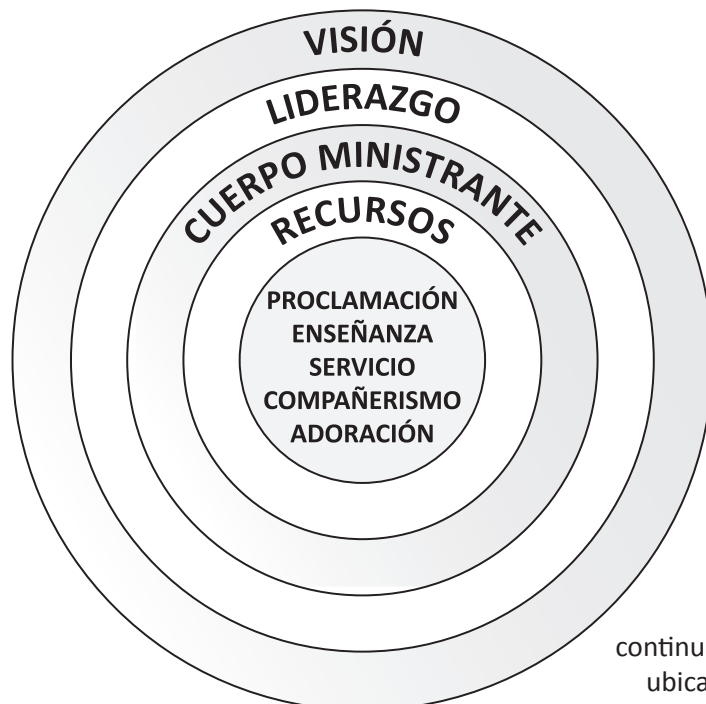 VISIÓN
LIDERAZGO
CUERPO MINISTRANTE
RECURSOS
PROCLAMACIÓN
ENSEÑANZA
SERVICIO
COMPAÑERISMO
ADORACIÓN
continu
ubica